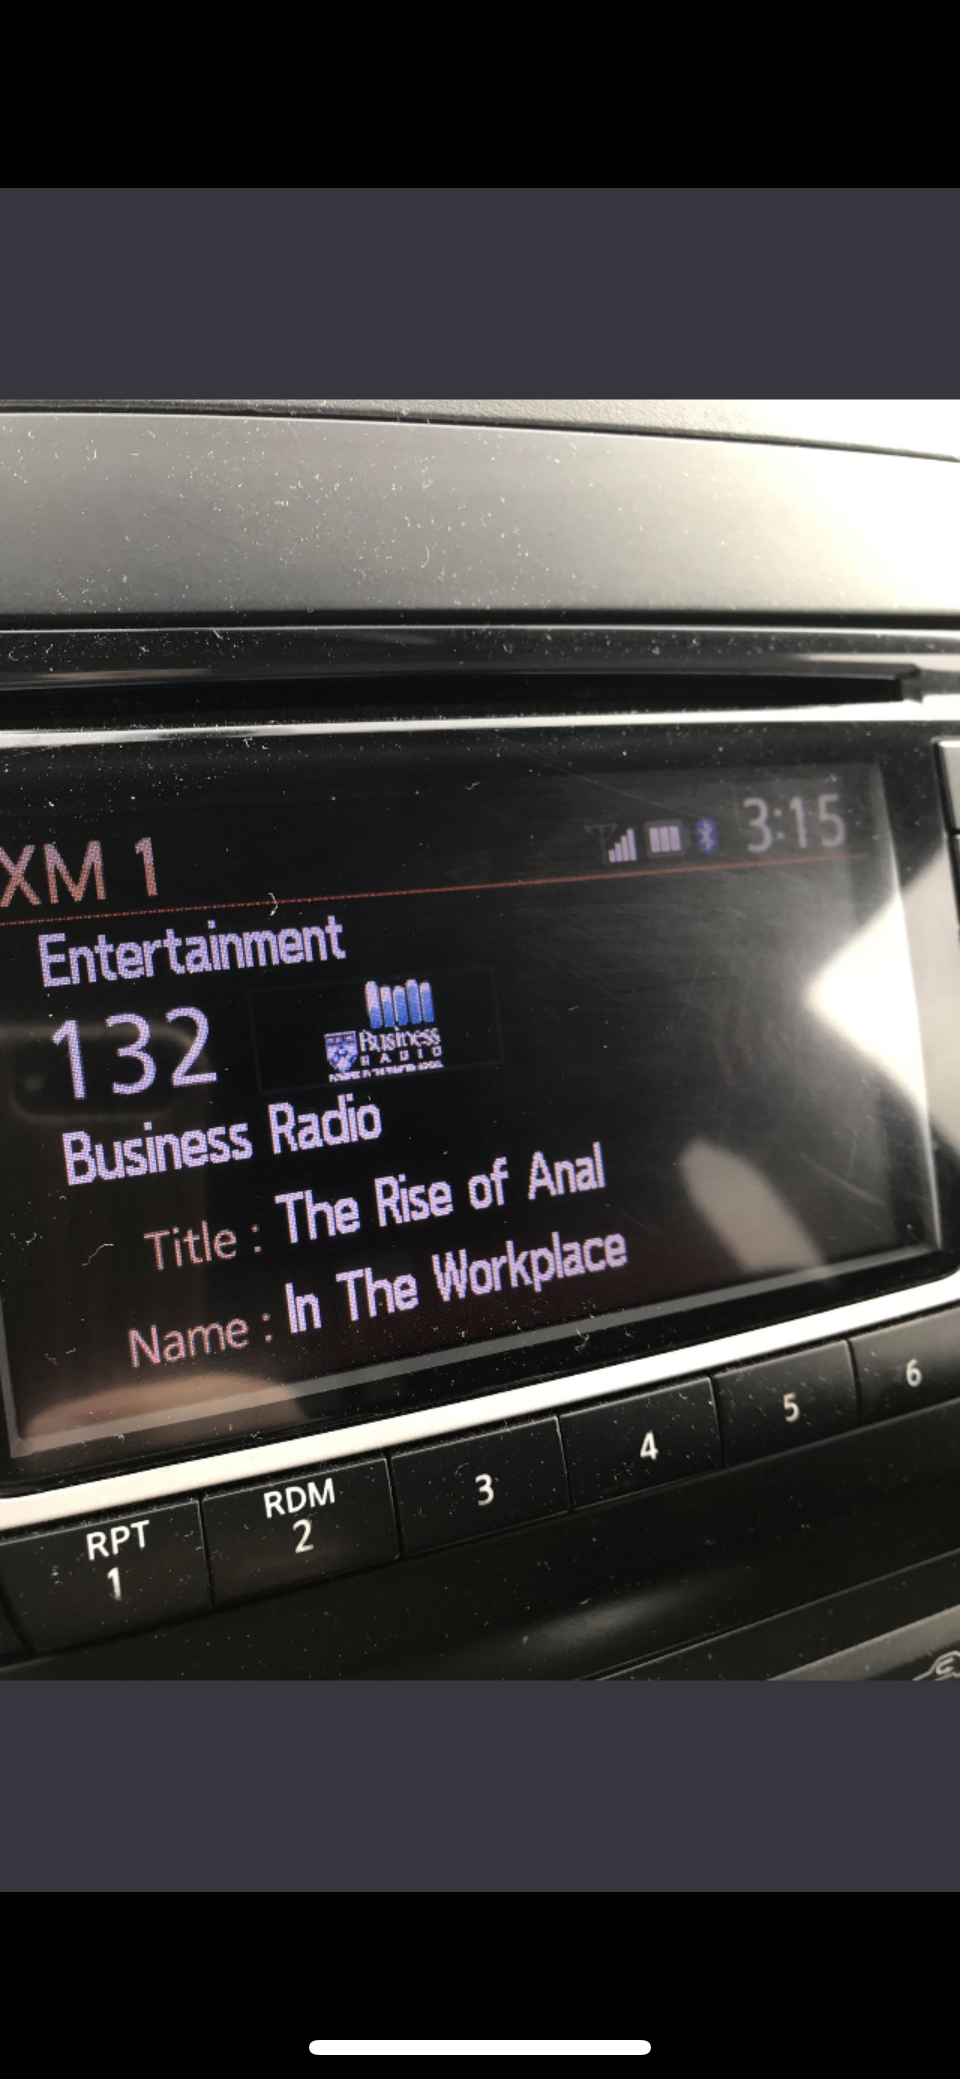 XM 1
3:15
Entertainment
132
Business
RADIO
Business Radio
Title : The Rise of Anal
Name : In The Workplace
RPT
1
RDM
2
3
4
5
6